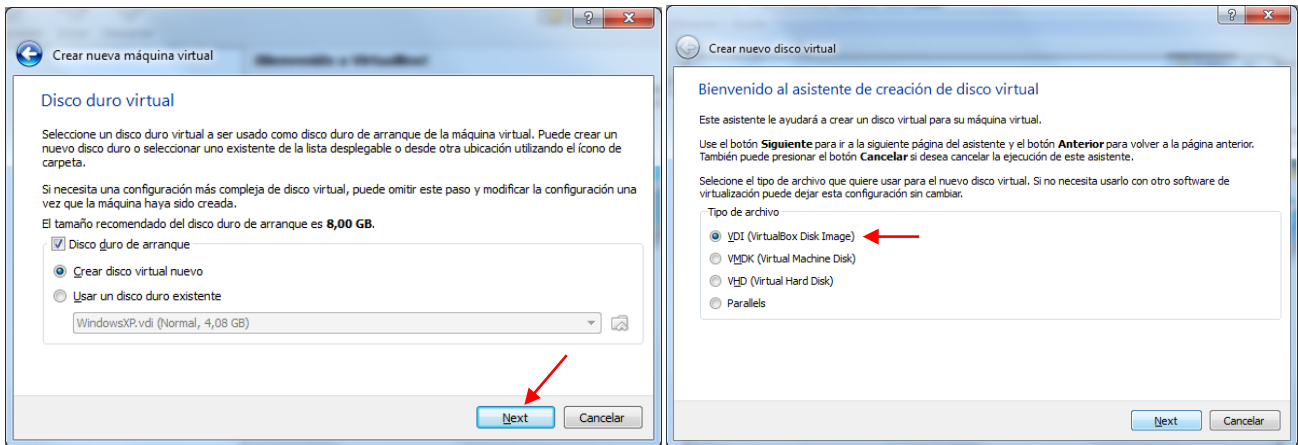 Crear nueva máquina virtual
¡Bienvenido a VirtualBox!
Disco duro virtual
Seleccione un disco duro virtual a ser usado como disco duro de arranque de la máquina virtual. Puede crear un
nuevo disco duro o seleccionar uno existente de la lista desplegable o desde otra ubicación utilizando el ícono de
carpeta.
Si necesita una configuración más compleja de disco virtual, puede omitir este paso y modificar la configuración una
vez que la máquina haya sido creada.
El tamaño recomendado del disco duro de arranque es 8,00 GB.
Disco duro de arranque
Crear disco virtual nuevo
Usar un disco duro existente
WindowsXP.vdi (Normal, 4,08 GB)
Next
Cancelar
Crear nuevo disco virtual
Bienvenido al asistente de creación de disco virtual
Este asistente le ayudará a crear un disco virtual para su máquina virtual.
Use el botón Siguiente para ir a la siguiente página del asistente y el botón Anterior para volver a la página anterior.
También puede presionar el botón Cancelar si desea cancelar la ejecución de este asistente.
Selecione el tipo de archivo que quiere usar para el nuevo disco virtual. Si no necesita usarlo con otro software de
virtualización puede dejar esta configuración sin cambiar.
Tipo de archivo
VDI (VirtualBox Disk Image)
VMDK (Virtual Machine Disk)
VHD (Virtual Hard Disk)
Parallels
Next
Cancelar